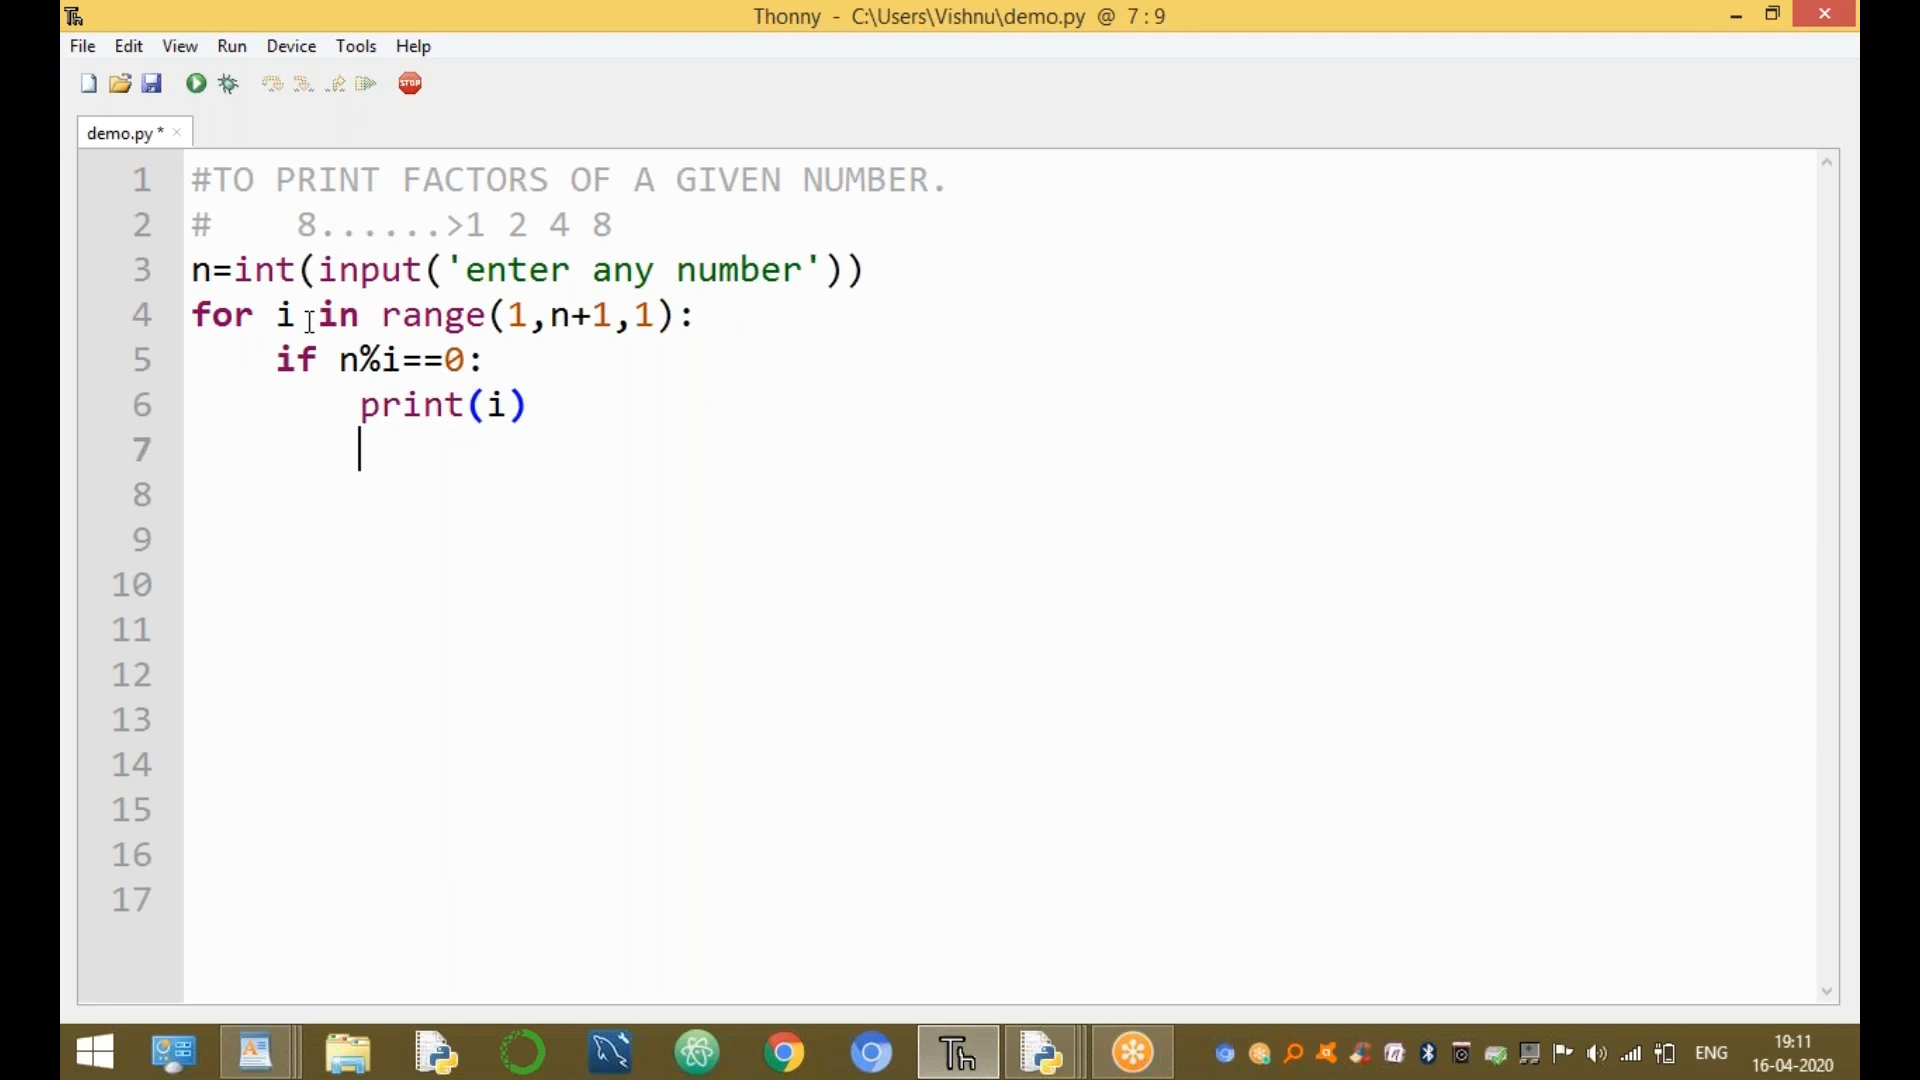 Th Thonny - C:\Users\Vishnu\demo.py @ 7:9
File Edit View Run Device Tools Help
STOP
demo.py * ×
1 #TO PRINT FACTORS OF A GIVEN NUMBER.
2 #    8......>1 2 4 8
3 n=int(input('enter any number'))
4 for i in range(1,n+1,1):
5     if n%i==0:
6         print(i)
7
8
9
10
11
12
13
14
15
16
17
Th ENG 19:11
16-04-2020